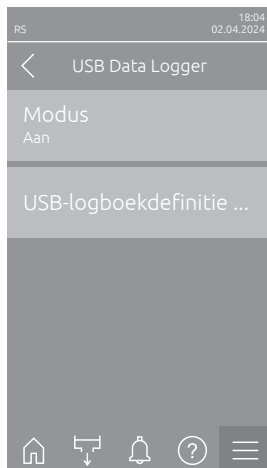 18:04
RS 02.04.2024
USB Data Logger
Modus
Aan
USB-logboekdefinitie ...
?